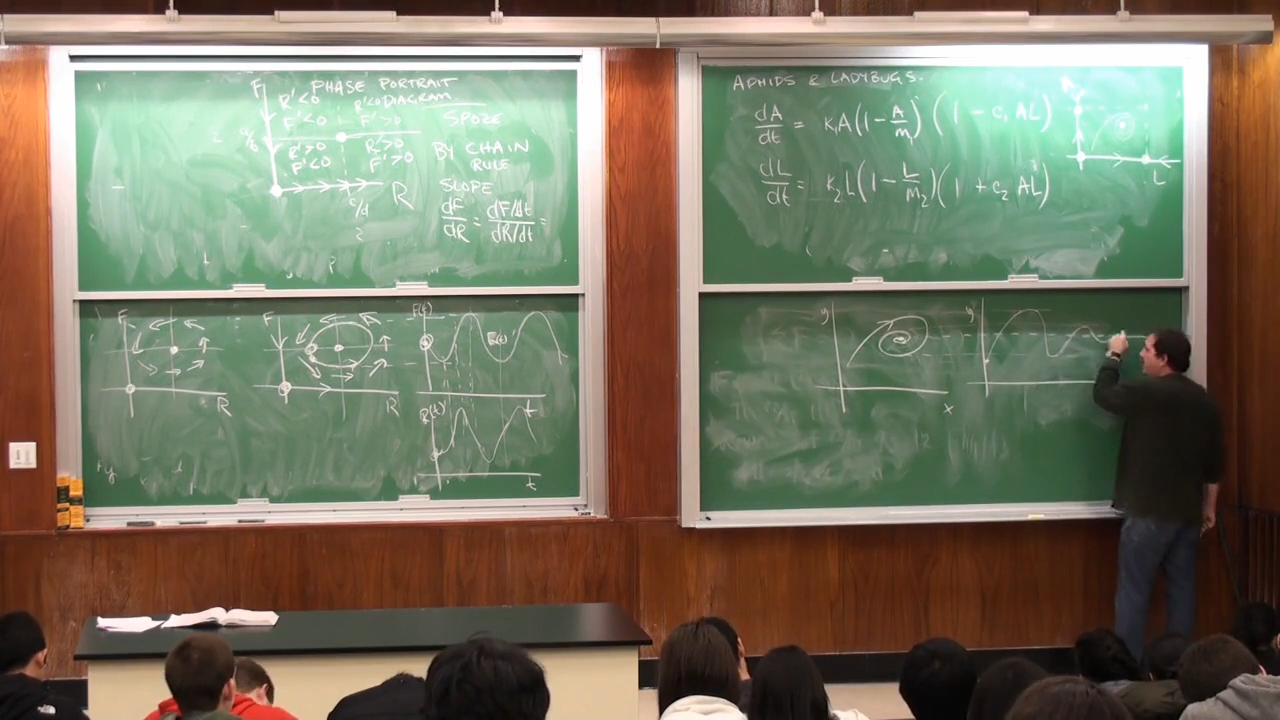 F PHASE PORTRAIT
R'<0 R'<0 DIAGRAM
F'<0 F'>0
R'>0 R'>0
F'<0 F'>0
R
c/d
BY CHAIN
RULE
SLOPE
dF/dR = dF/dt / dR/dt =
F
R
F
R
F(t)
R(t)
t
R(t)
t
APHIDS & LADYBUGS.
dA/dt = k₁A(1 - A/m₁)(1 - c₁AL)
dL/dt = k₂L(1 - L/m₂)(1 + c₂AL)
L
y
x
y